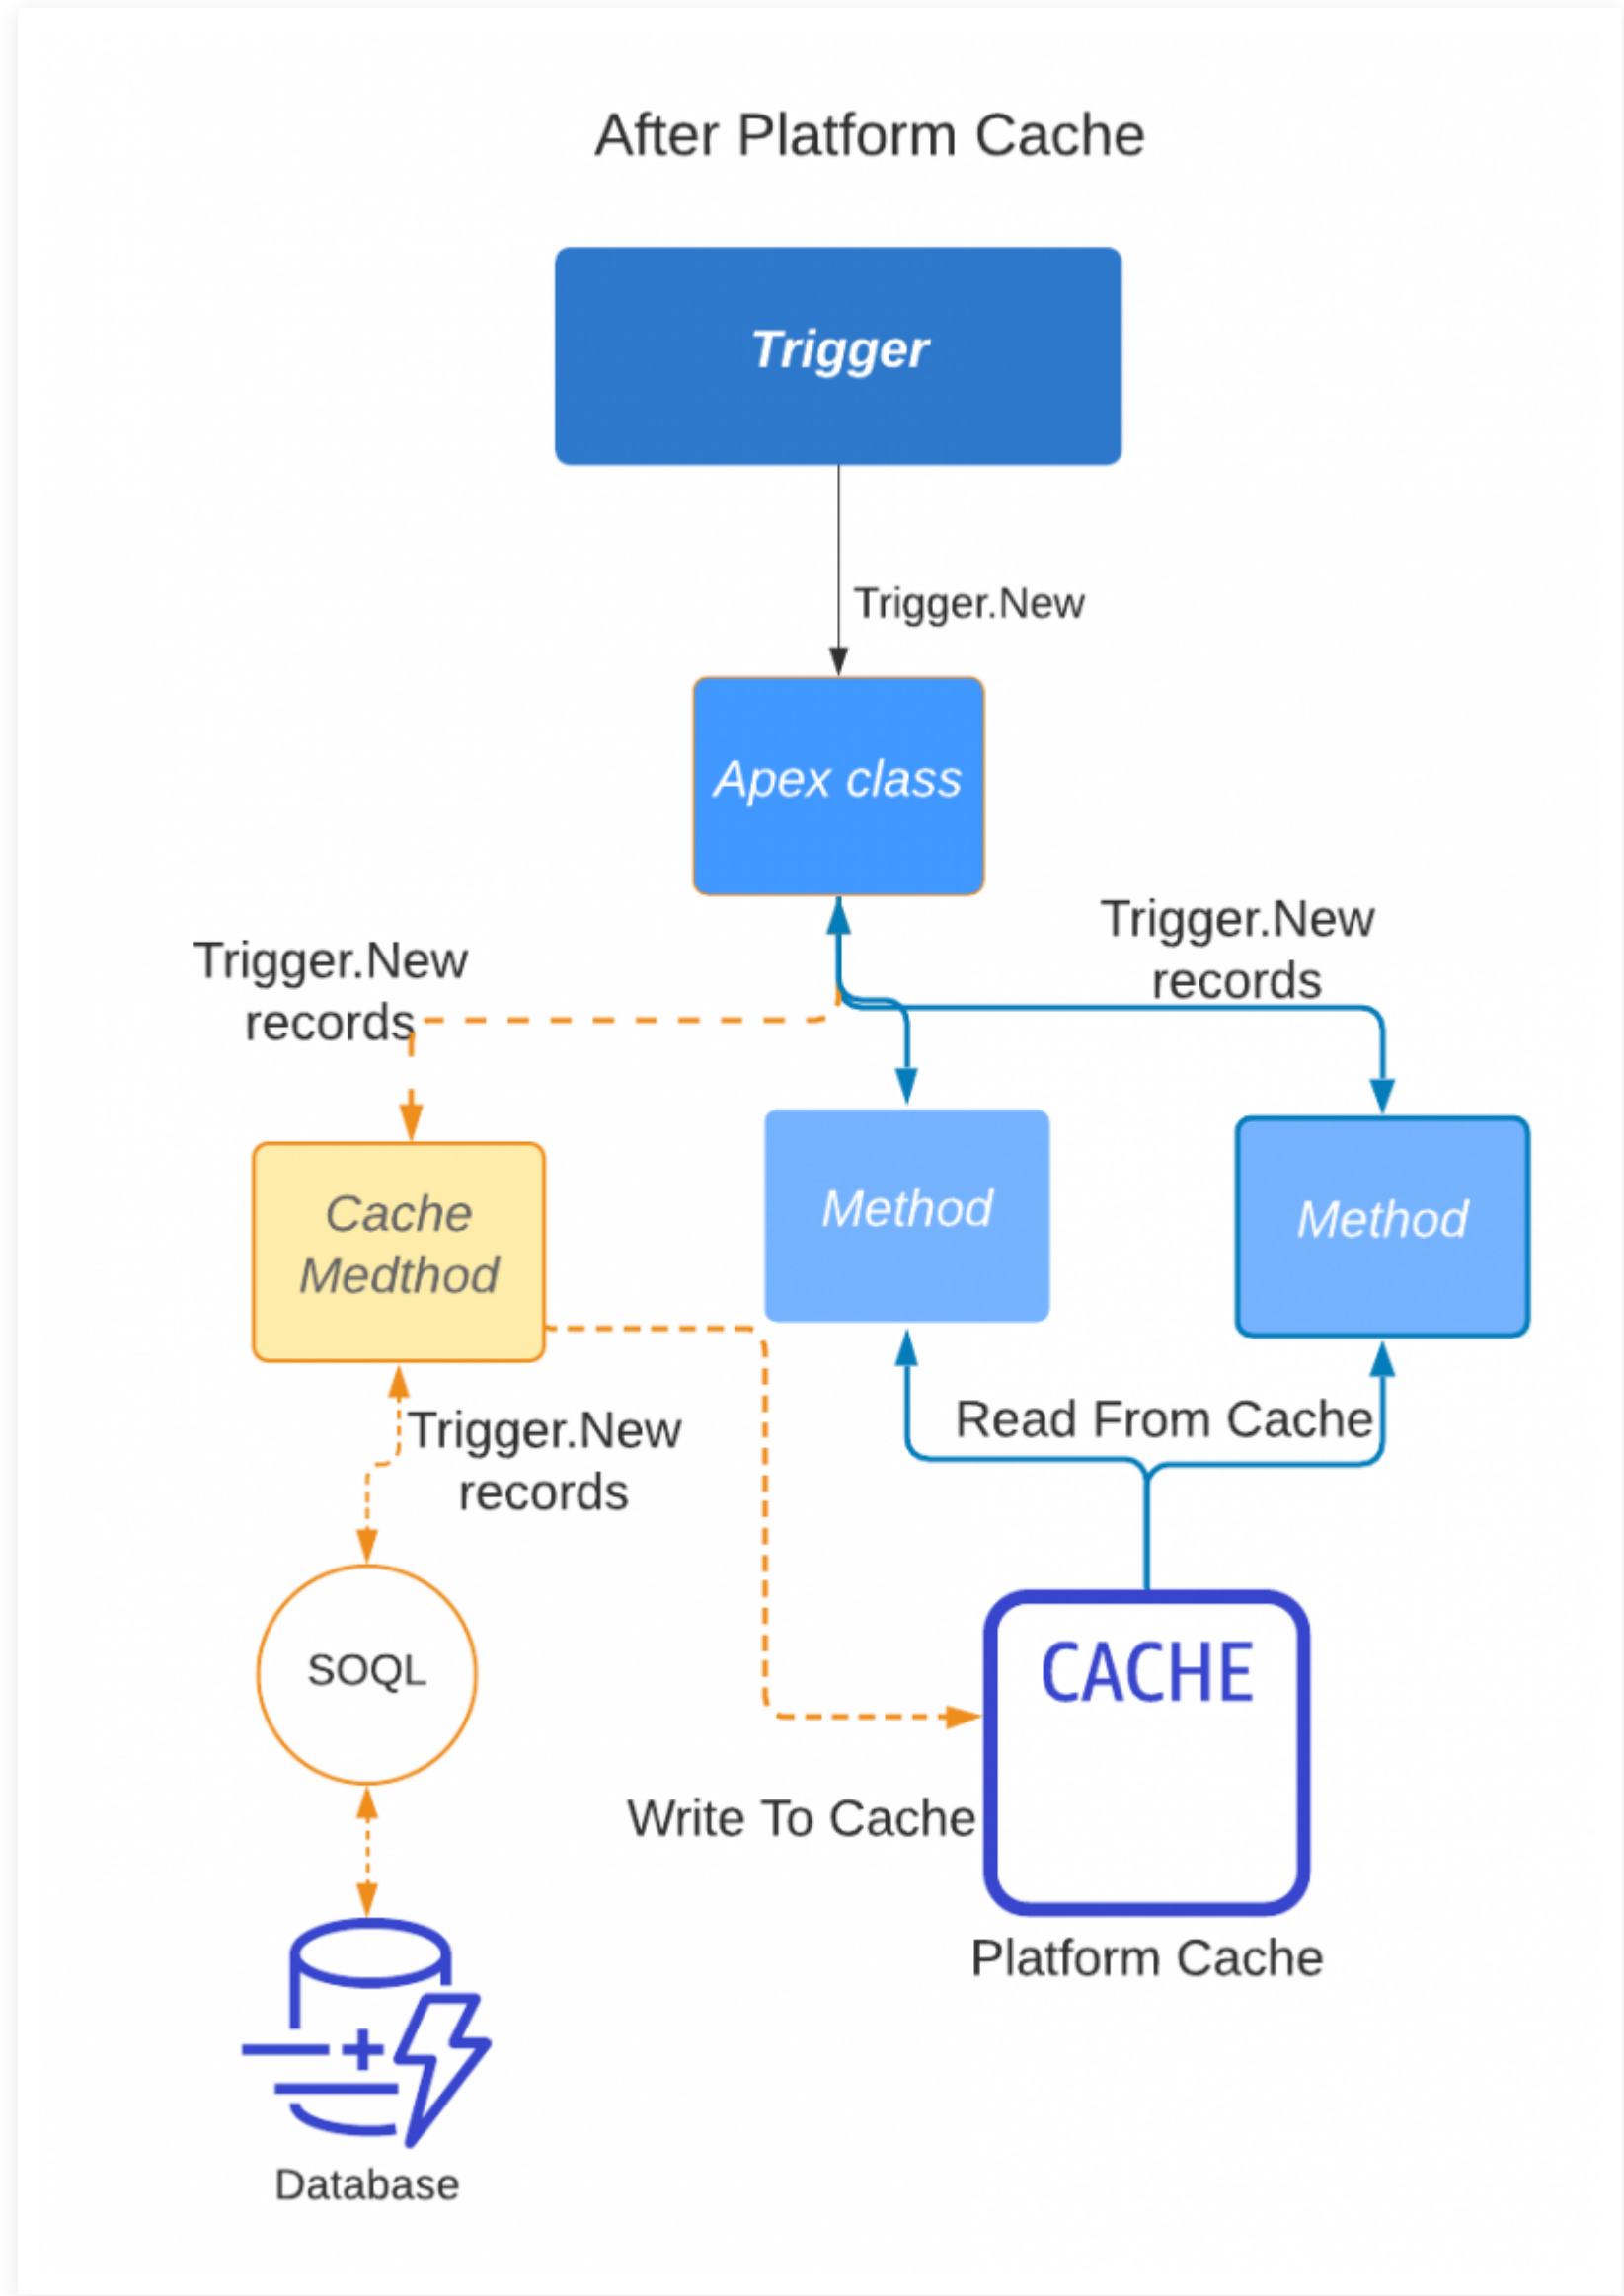 After Platform Cache
Trigger
Trigger.New
Apex class
Trigger.New
records
Trigger.New
records
Cache
Medthod
Method
Method
Trigger.New
records
Read From Cache
SOQL
CACHE
Write To Cache
Platform Cache
Database